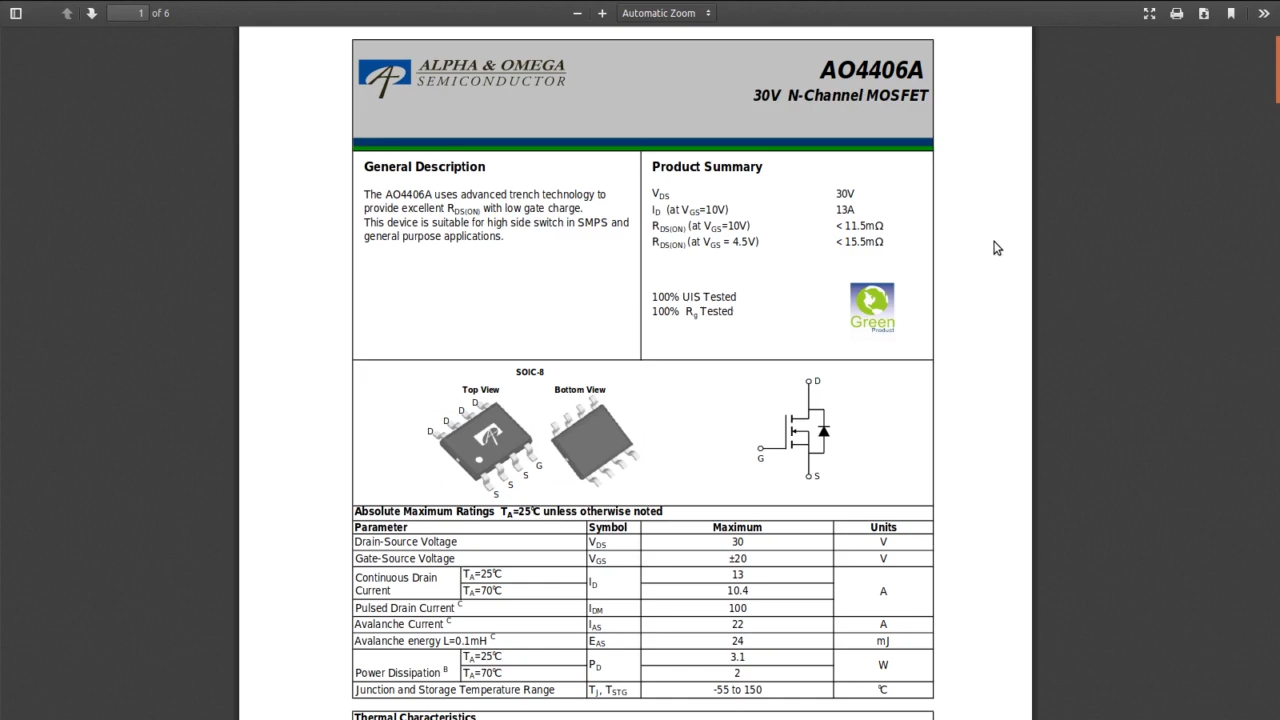 1 of 6
Automatic Zoom
ALPHA & OMEGA
SEMICONDUCTOR
AO4406A
30V N-Channel MOSFET
General Description
The AO4406A uses advanced trench technology to
provide excellent RDS(ON) with low gate charge.
This device is suitable for high side switch in SMPS and
general purpose applications.
Product Summary
VDS 30V
ID (at VGS=10V) 13A
RDS(ON) (at VGS=10V) < 11.5mΩ
RDS(ON) (at VGS = 4.5V) < 15.5mΩ
100% UIS Tested
100% Rg Tested
Green
Product
SOIC-8
Top View Bottom View
D
D
D
D
G
S
S
S
D
G
S
Absolute Maximum Ratings TA=25℃ unless otherwise noted
Parameter Symbol Maximum Units
Drain-Source Voltage VDS 30 V
Gate-Source Voltage VGS ±20 V
Continuous Drain Current TA=25℃ ID 13 A
TA=70℃ 10.4
Pulsed Drain Current C IDM 100
Avalanche Current C IAS 22 A
Avalanche energy L=0.1mH C EAS 24 mJ
Power Dissipation B TA=25℃ PD 3.1 W
TA=70℃ 2
Junction and Storage Temperature Range TJ, TSTG -55 to 150 ℃
Thermal Characteristics